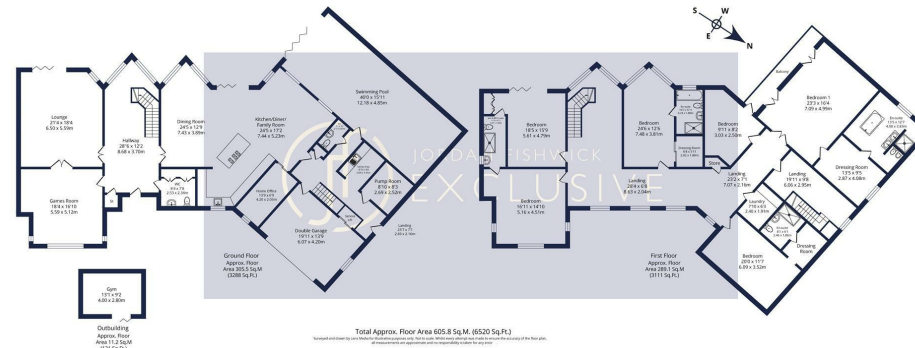 S
W
E
N
Lounge
21'4 x 18'4
6.50 x 5.59m
Hallway
28'6 x 12'2
8.68 x 3.70m
Dining Room
24'5 x 12'9
7.43 x 3.89m
Kitchen/Diner/
Family Room
24'5 x 17'2
7.44 x 5.23m
Swimming Pool
40'0 x 15'11
12.18 x 4.85m
Games Room
18'4 x 16'10
5.59 x 5.12m
WC
Home Office
Pump Room
8'10 x 8'3
2.69 x 2.52m
Double Garage
19'11 x 13'9
6.07 x 4.20m
Landing
Ground Floor
Approx. Floor
Area 305.5 Sq.M
(3288 Sq.Ft.)
Gym
13'1 x 9'2
4.00 x 2.80m
Outbuilding
Approx. Floor
Area 11.2 Sq.M
JORDAN FISHWICK
EXCLUSIVE
Bedroom
18'5 x 15'9
5.61 x 4.79m
Bedroom
24'6 x 12'6
7.48 x 3.81m
Bedroom
9'11 x 8'2
3.03 x 2.50m
Balcony
Bedroom 1
23'3 x 16'4
7.09 x 4.99m
Dressing Room
Store
Landing
28'4 x 6'8
8.63 x 2.04m
Landing
23'2 x 7'1
7.07 x 2.16m
Landing
19'11 x 9'8
6.06 x 2.95m
Dressing Room
13'5 x 9'5
2.87 x 4.08m
Laundry
7'10 x 6'3
2.40 x 1.91m
Bedroom
16'11 x 14'10
5.16 x 4.51m
Dressing
Room
Bedroom
20'0 x 11'7
6.09 x 3.52m
First Floor
Approx. Floor
Area 289.1 Sq.M
(3111 Sq.Ft.)
Total Approx. Floor Area 605.8 Sq.M. (6520 Sq.Ft.)